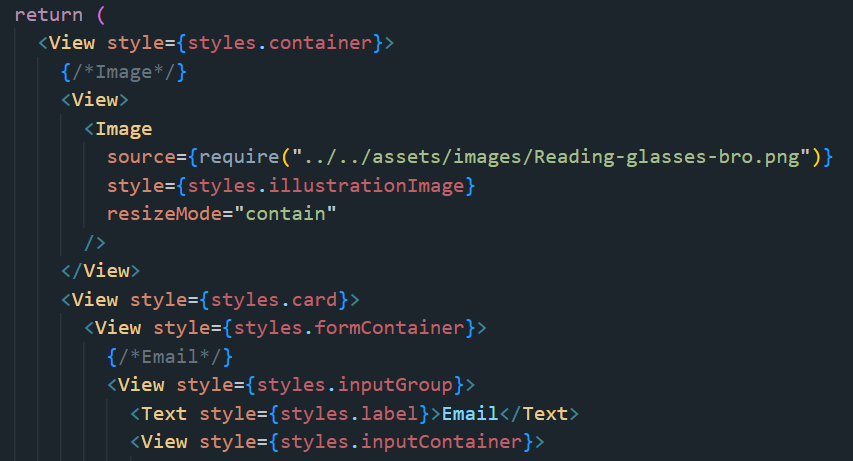 return (
<View style={styles.container}>
{/*Image*/}
<View>
<Image
source={require("../../assets/images/Reading-glasses-bro.png")}
style={styles.illustrationImage}
resizeMode="contain"
/>
</View>
<View style={styles.card}>
<View style={styles.formContainer}>
{/*Email*/}
<View style={styles.inputGroup}>
<Text style={styles.label}>Email</Text>
<View style={styles.inputContainer}>